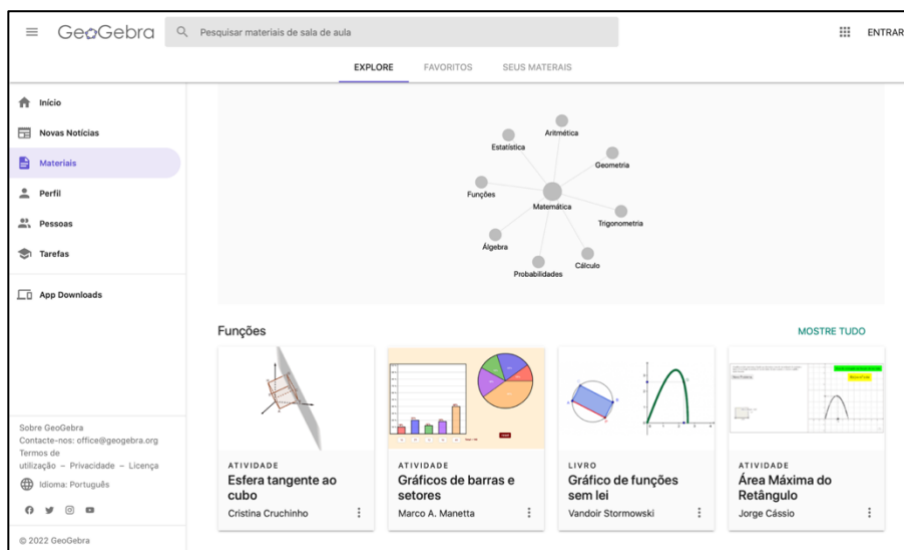 GeoGebra
Pesquisar materiais de sala de aula
ENTRAR
EXPLORE FAVORITOS SEUS MATERIAIS
Início
Novas Notícias
Materiais
Perfil
Pessoas
Tarefas
App Downloads
Sobre GeoGebra
Contacte-nos: office@geogebra.org
Termos de
utilização – Privacidade – Licença
Idioma: Português
© 2022 GeoGebra
Aritmética
Estatística
Geometria
Funções
Matemática
Trigonometria
Álgebra
Cálculo
Probabilidades
Funções
MOSTRE TUDO
ATIVIDADE
Esfera tangente ao
cubo
Cristina Cruchinho
ATIVIDADE
Gráficos de barras e
setores
Marco A. Manetta
LIVRO
Gráfico de funções
sem lei
Vandoir Stormowski
ATIVIDADE
Área Máxima do
Retângulo
Jorge Cássio